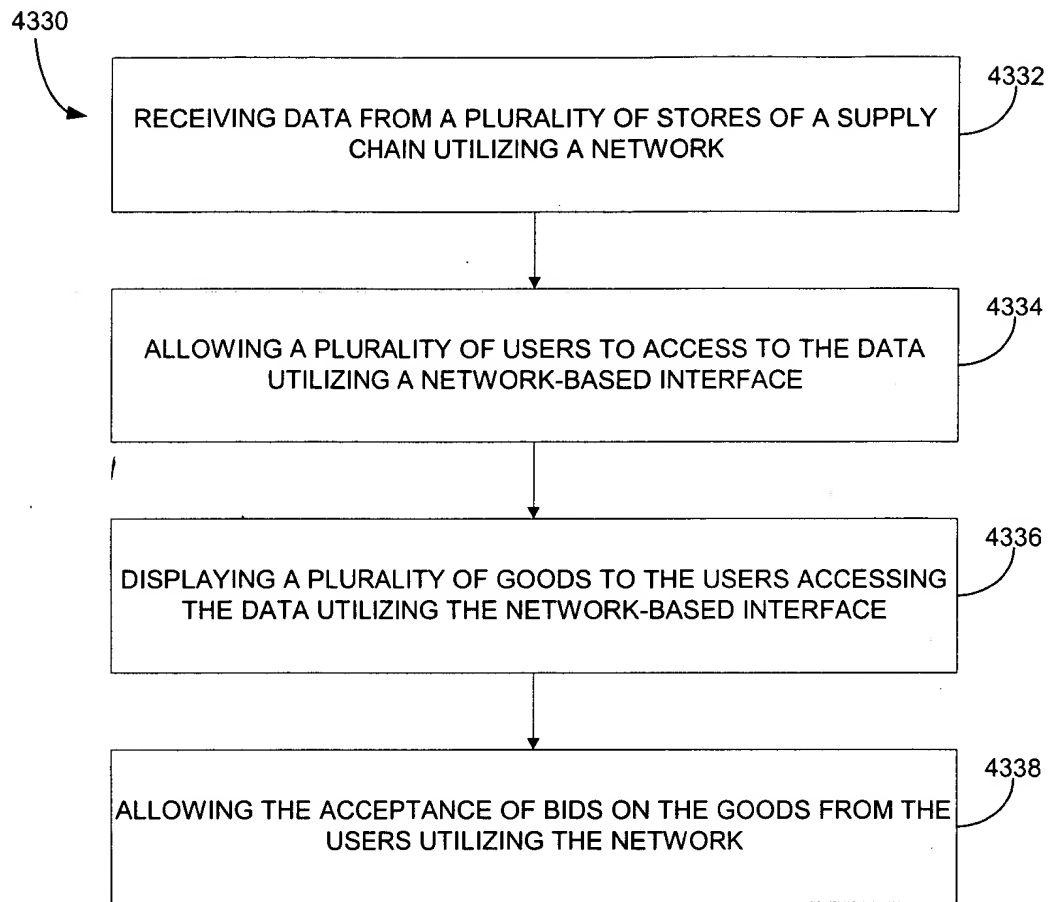 4330
4332
RECEIVING DATA FROM A PLURALITY OF STORES OF A SUPPLY
CHAIN UTILIZING A NETWORK
4334
ALLOWING A PLURALITY OF USERS TO ACCESS TO THE DATA
UTILIZING A NETWORK-BASED INTERFACE
4336
DISPLAYING A PLURALITY OF GOODS TO THE USERS ACCESSING
THE DATA UTILIZING THE NETWORK-BASED INTERFACE
4338
ALLOWING THE ACCEPTANCE OF BIDS ON THE GOODS FROM THE
USERS UTILIZING THE NETWORK